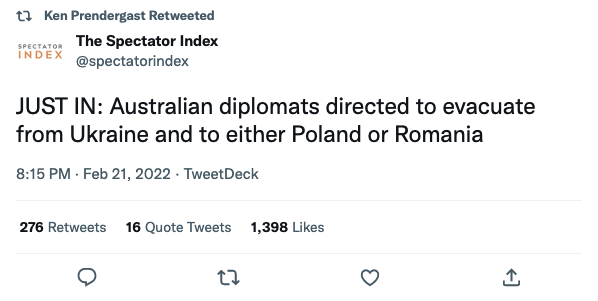 Ken Prendergast Retweeted
SPECTATOR
INDEX
The Spectator Index
@spectatorindex
JUST IN: Australian diplomats directed to evacuate
from Ukraine and to either Poland or Romania
8:15 PM · Feb 21, 2022 · TweetDeck
276 Retweets 16 Quote Tweets 1,398 Likes